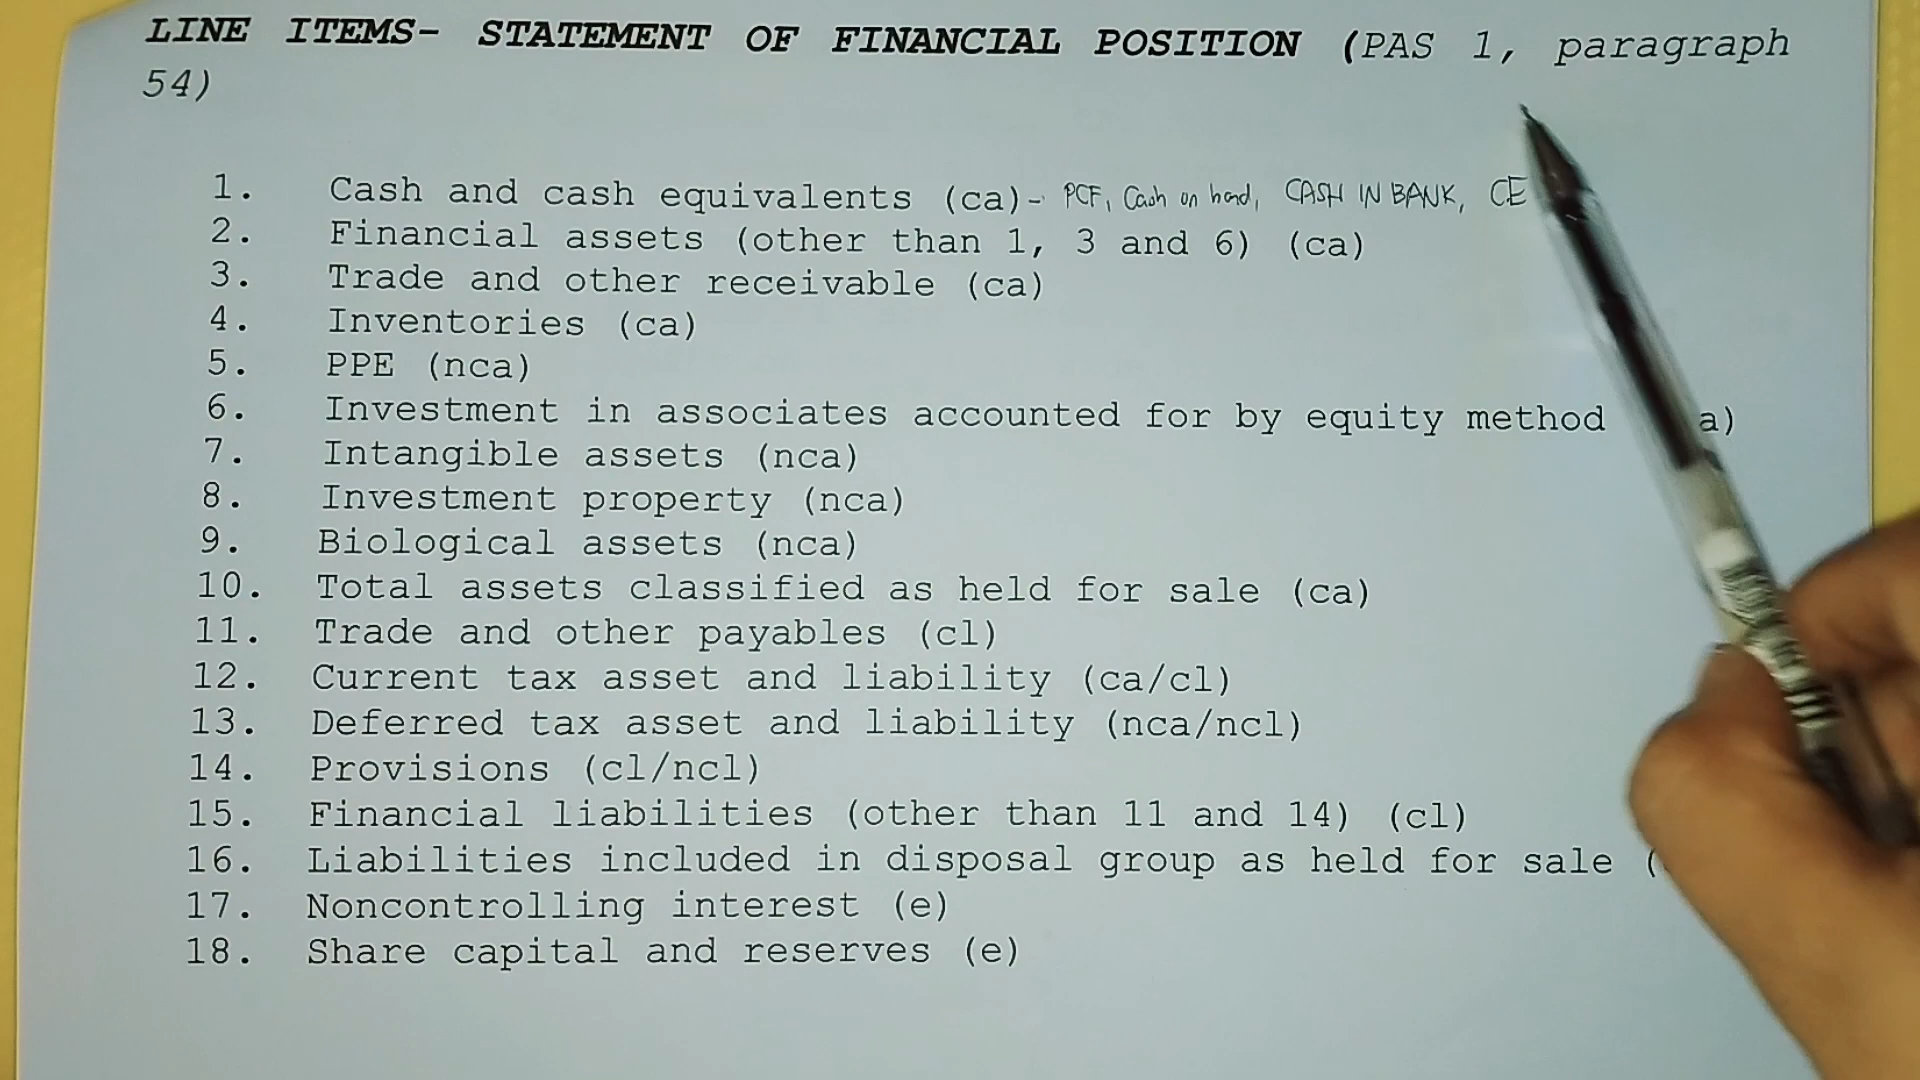 LINE ITEMS- STATEMENT OF FINANCIAL POSITION (PAS 1, paragraph
54)
1. Cash and cash equivalents (ca)- PCF, Cash on hand, CASH IN BANK, CE
2. Financial assets (other than 1, 3 and 6) (ca)
3. Trade and other receivable (ca)
4. Inventories (ca)
5. PPE (nca)
6. Investment in associates accounted for by equity method a)
7. Intangible assets (nca)
8. Investment property (nca)
9. Biological assets (nca)
10. Total assets classified as held for sale (ca)
11. Trade and other payables (cl)
12. Current tax asset and liability (ca/cl)
13. Deferred tax asset and liability (nca/ncl)
14. Provisions (cl/ncl)
15. Financial liabilities (other than 11 and 14) (cl)
16. Liabilities included in disposal group as held for sale (
17. Noncontrolling interest (e)
18. Share capital and reserves (e)